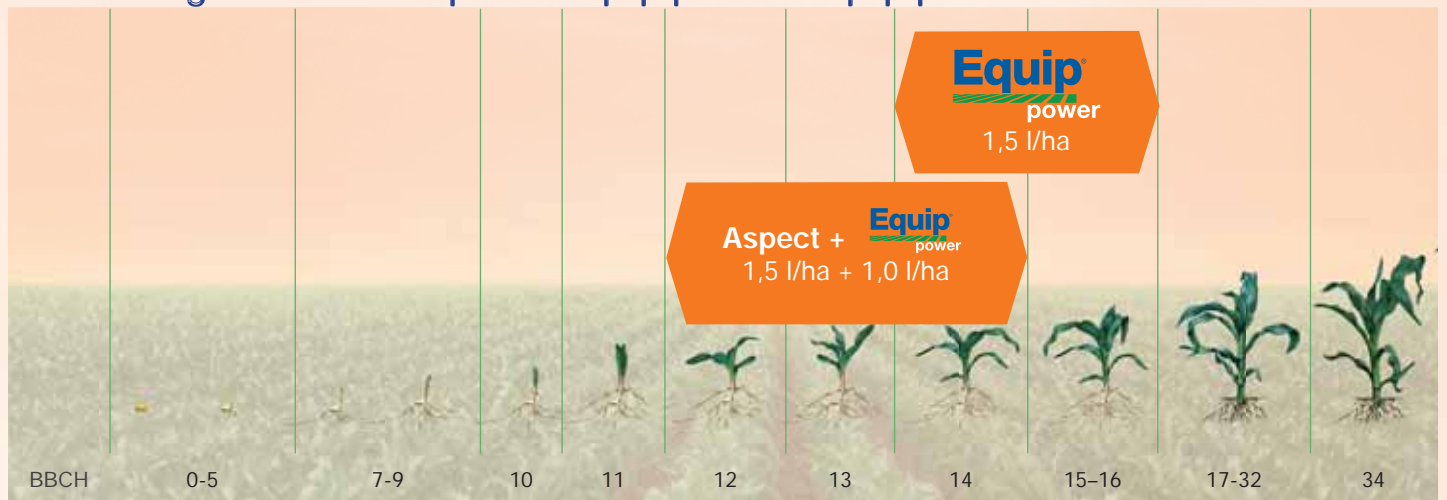 Equip®
power
1,5 l/ha
Aspect + Equip®
power
1,5 l/ha + 1,0 l/ha
BBCH 0-5 7-9 10 11 12 13 14 15–16 17-32 34